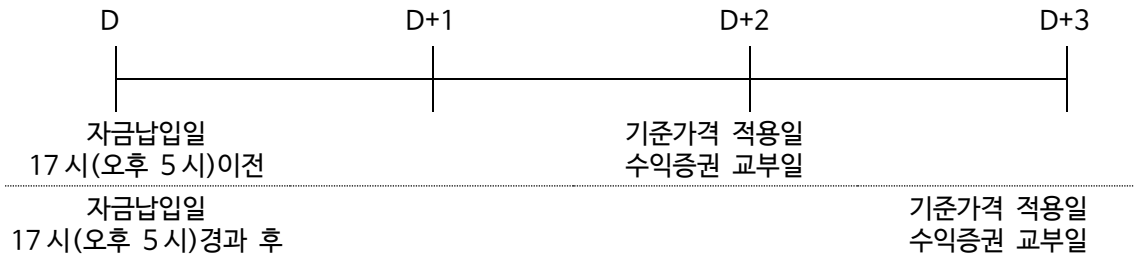 D D+1 D+2 D+3
자금납입일 기준가격 적용일
17시(오후 5시)이전 수익증권 교부일
자금납입일 기준가격 적용일
17시(오후 5시)경과 후 수익증권 교부일